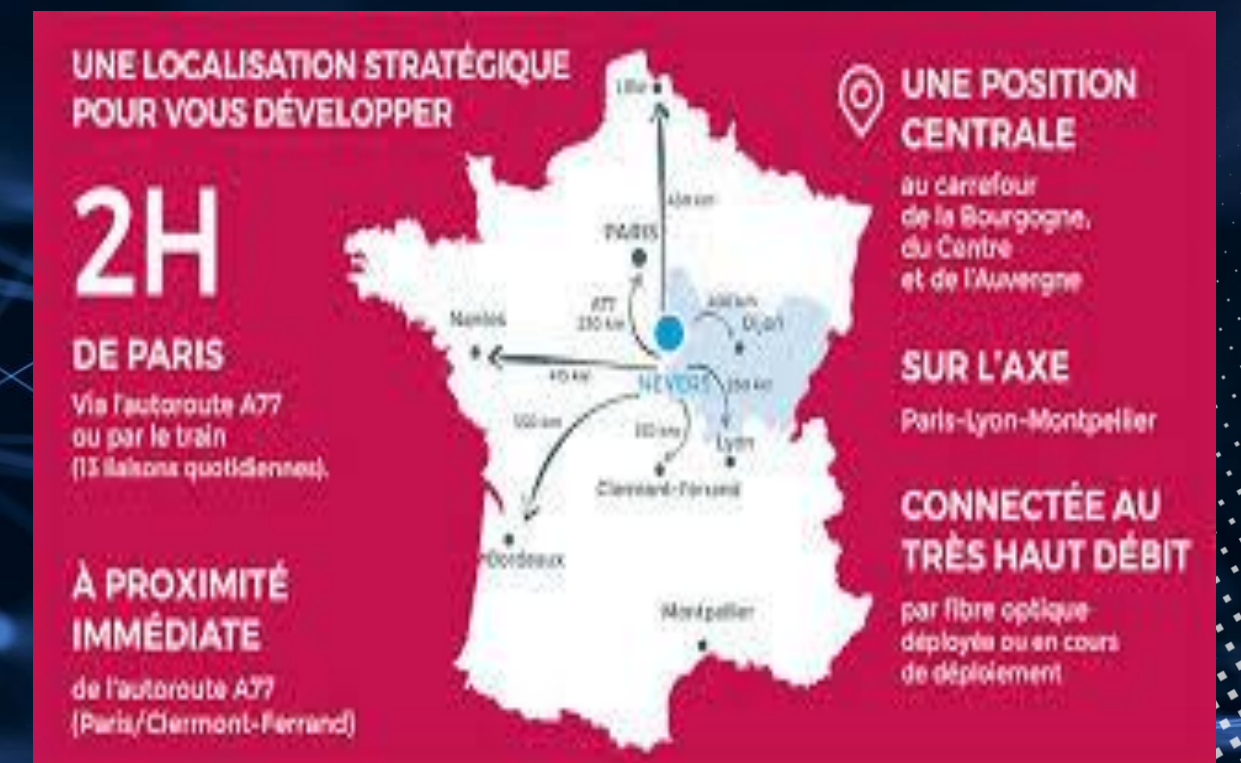 UNE LOCALISATION STRATÉGIQUE
POUR VOUS DÉVELOPPER
2H
DE PARIS
Via l'autoroute A77
ou par le train
(13 liaisons quotidiennes).
À PROXIMITÉ
IMMÉDIATE
de l'autoroute A77
(Paris/Clermont-Ferrand)
Lille
PARIS
A77
230 km
Nantes
Dijon
NEVERS
550 km
Lyon
Clermont-Ferrand
Bordeaux
Montpellier
UNE POSITION
CENTRALE
au carrefour
de la Bourgogne,
du Centre
et de l'Auvergne
SUR L'AXE
Paris-Lyon-Montpellier
CONNECTÉE AU
TRÈS HAUT DÉBIT
par fibre optique
déployée ou en cours
de déploiement